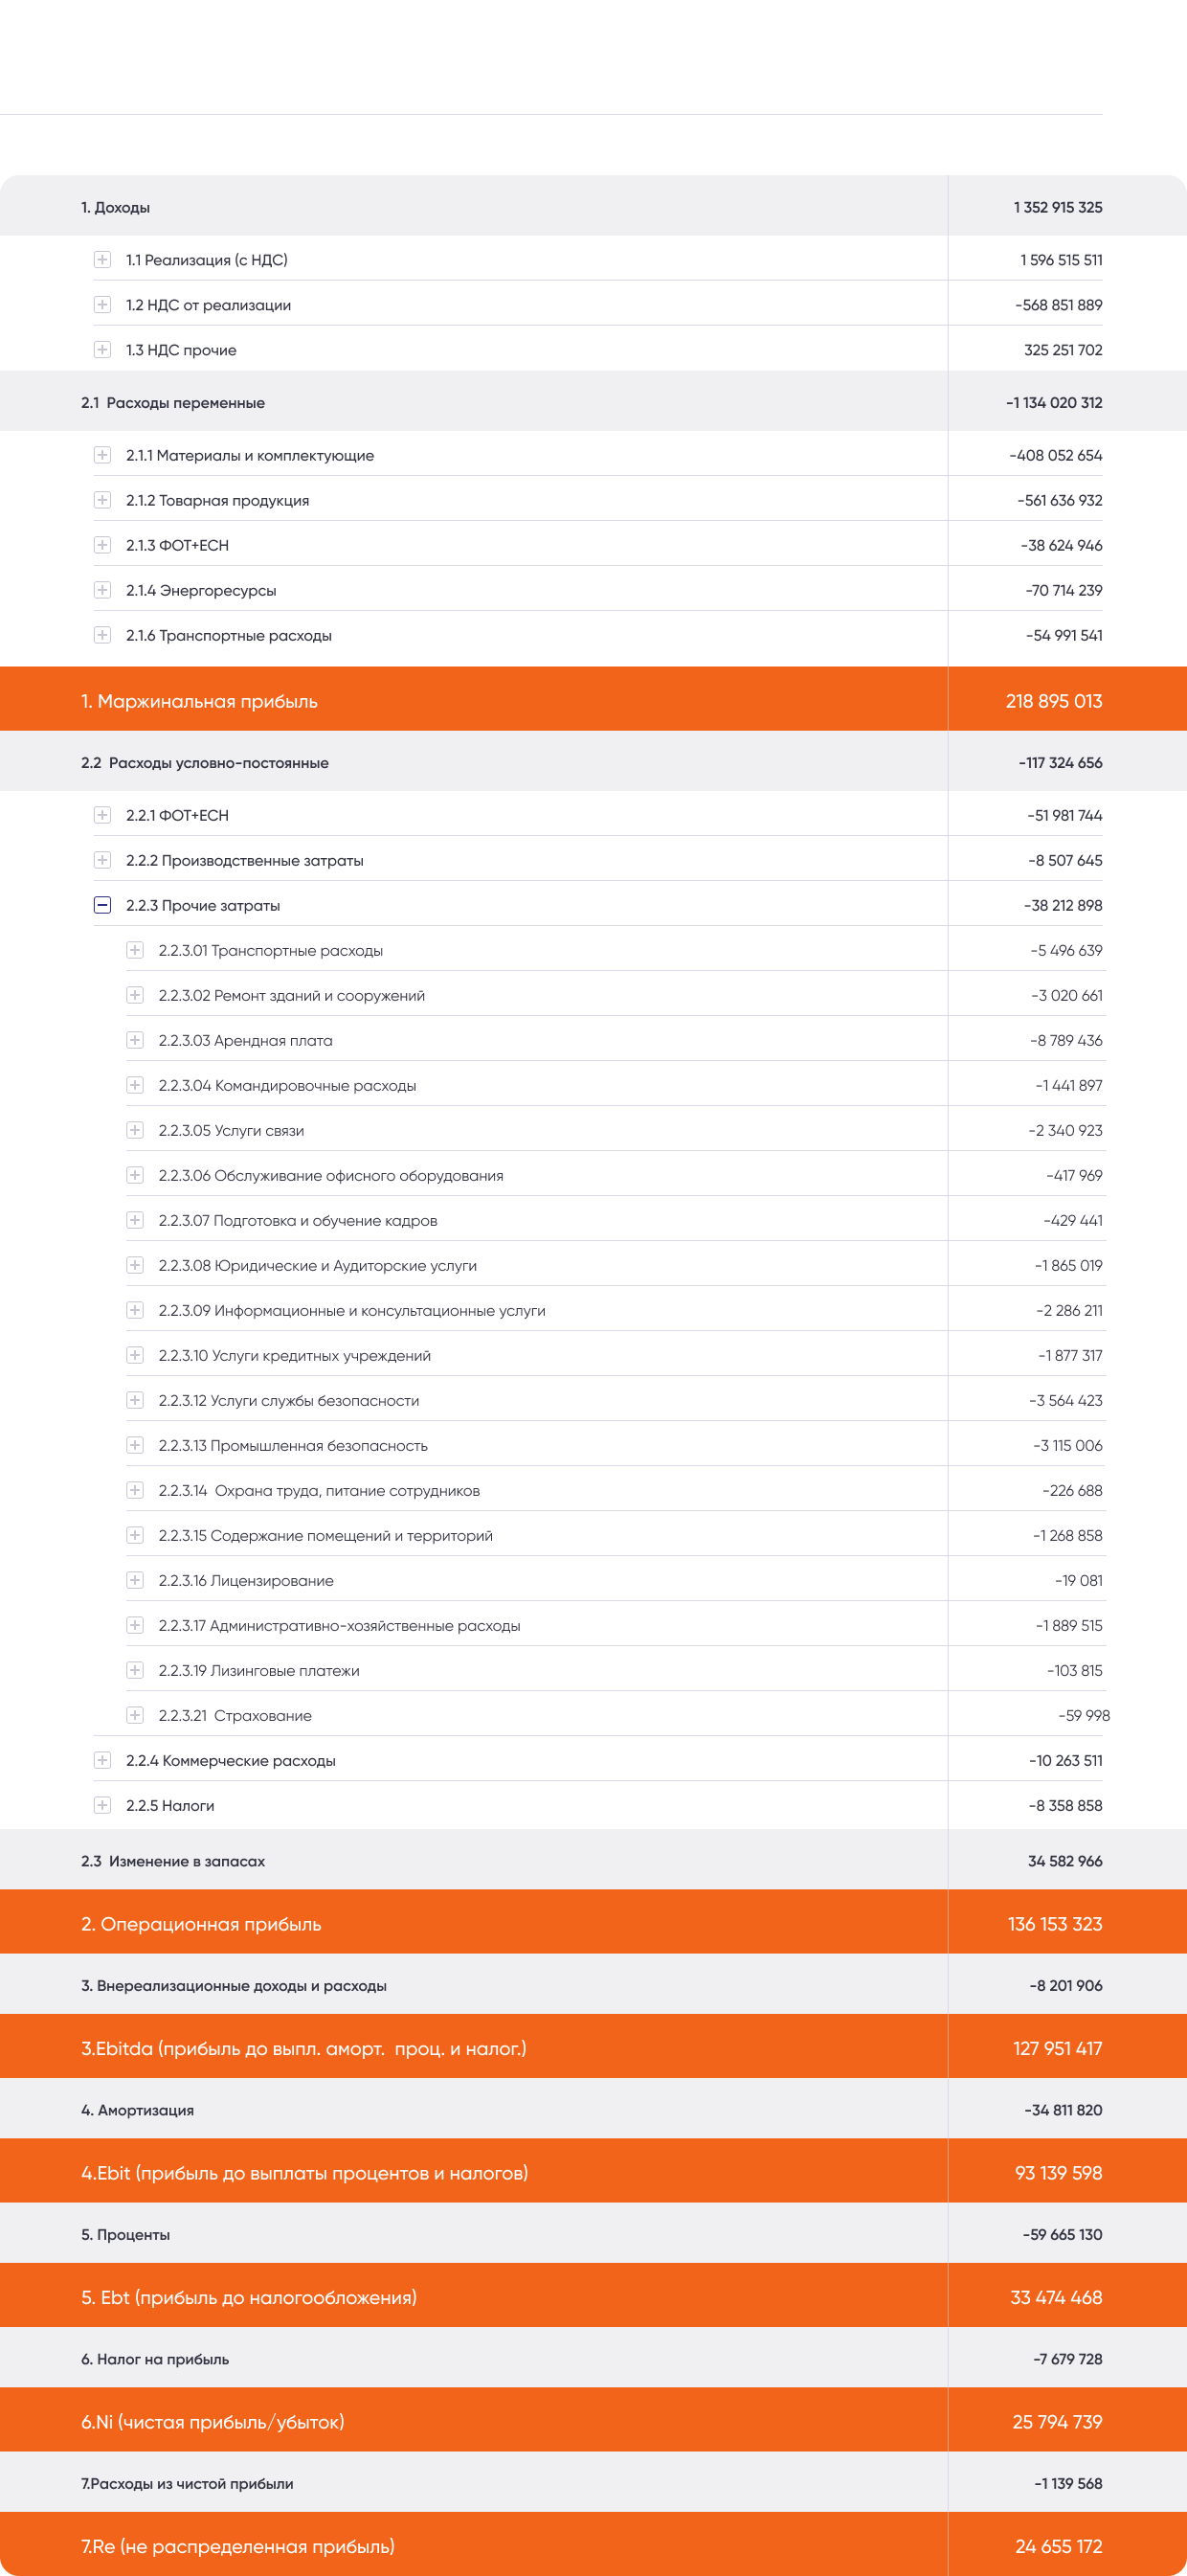 1. Доходы 1 352 915 325
1.1 Реализация (с НДС) 1 596 515 511
1.2 НДС от реализации -568 851 889
1.3 НДС прочие 325 251 702
2.1 Расходы переменные -1 134 020 312
2.1.1 Материалы и комплектующие -408 052 654
2.1.2 Товарная продукция -561 636 932
2.1.3 ФОТ+ЕСН -38 624 946
2.1.4 Энергоресурсы -70 714 239
2.1.6 Транспортные расходы -54 991 541
1. Маржинальная прибыль 218 895 013
2.2 Расходы условно-постоянные -117 324 656
2.2.1 ФОТ+ЕСН -51 981 744
2.2.2 Производственные затраты -8 507 645
2.2.3 Прочие затраты -38 212 898
2.2.3.01 Транспортные расходы -5 496 639
2.2.3.02 Ремонт зданий и сооружений -3 020 661
2.2.3.03 Арендная плата -8 789 436
2.2.3.04 Командировочные расходы -1 441 897
2.2.3.05 Услуги связи -2 340 923
2.2.3.06 Обслуживание офисного оборудования -417 969
2.2.3.07 Подготовка и обучение кадров -429 441
2.2.3.08 Юридические и Аудиторские услуги -1 865 019
2.2.3.09 Информационные и консультационные услуги -2 286 211
2.2.3.10 Услуги кредитных учреждений -1 877 317
2.2.3.12 Услуги службы безопасности -3 564 423
2.2.3.13 Промышленная безопасность -3 115 006
2.2.3.14 Охрана труда, питание сотрудников -226 688
2.2.3.15 Содержание помещений и территорий -1 268 858
2.2.3.16 Лицензирование -19 081
2.2.3.17 Административно-хозяйственные расходы -1 889 515
2.2.3.19 Лизинговые платежи -103 815
2.2.3.21 Страхование -59 998
2.2.4 Коммерческие расходы -10 263 511
2.2.5 Налоги -8 358 858
2.3 Изменение в запасах 34 582 966
2. Операционная прибыль 136 153 323
3. Внереализационные доходы и расходы -8 201 906
3.Ebitda (прибыль до выпл. аморт. проц. и налог.) 127 951 417
4. Амортизация -34 811 820
4.Ebit (прибыль до выплаты процентов и налогов) 93 139 598
5. Проценты -59 665 130
5. Ebt (прибыль до налогообложения) 33 474 468
6. Налог на прибыль -7 679 728
6.Ni (чистая прибыль/убыток) 25 794 739
7.Расходы из чистой прибыли -1 139 568
7.Re (не распределенная прибыль) 24 655 172